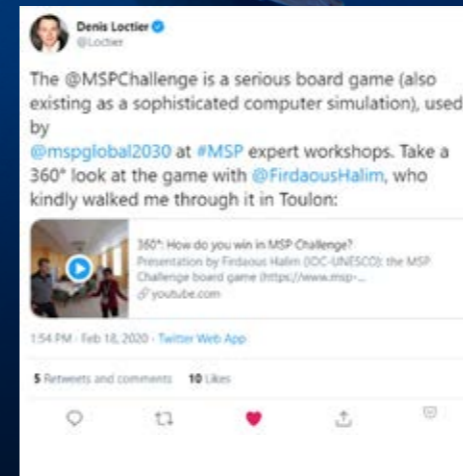 Denis Loctier
@Loctier
The @MSPChallenge is a serious board game (also
existing as a sophisticated computer simulation), used
by
@mspglobal2030 at #MSP expert workshops. Take a
360° look at the game with @FirdaousHalim, who
kindly walked me through it in Toulon:
360°: How do you win in MSP Challenge?
Presentation by Firdaous Halim (IOC-UNESCO): the MSP
Challenge board game (https://www.msp-...
youtube.com
1:54 PM · Feb 18, 2020 · Twitter Web App
5 Retweets and comments 10 Likes